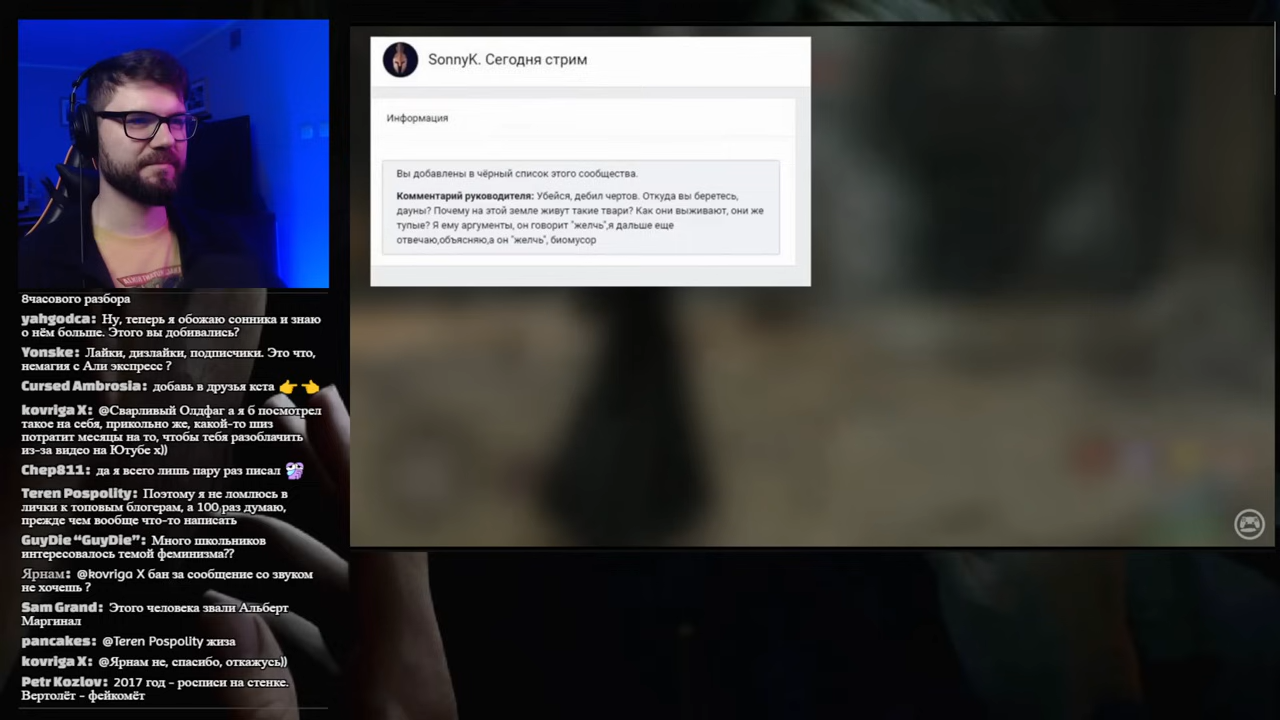 SonnyK. Сегодня стрим
Информация
Вы добавлены в чёрный список этого сообщества.
Комментарий руководителя: Убейся, дебил чертов. Откуда вы беретесь,
дауны? Почему на этой земле живут такие твари? Как они выживают, они же
тупые? Я ему аргументы, он говорит "желчь",я дальше еще
отвечаю,объясняю,а он "желчь", биомусор
8часового разбора
yahgodca: Ну, теперь я обожаю сонника и знаю
о нём больше. Этого вы добивались?
Yonske: Лайки, дизлайки, подписчики. Это что,
немагия с Али экспресс ?
Cursed Ambrosia: добавь в друзья кста 👉 👈
kovriga X: @Сварливый Олдфаг а я б посмотрел
такое на себя, прикольно же, какой-то шиз
потратит месяцы на то, чтобы тебя разоблачить
из-за видео на Ютубе x))
Chep811: да я всего лишь пару раз писал
Teren Pospolity: Поэтому я не ломлюсь в
лички к топовым блогерам, а 100 раз думаю,
прежде чем вообще что-то написать
GuyDie “GuyDie”: Много школьников
интересовалось темой феминизма??
Ярнам: @kovriga X бан за сообщение со звуком
не хочешь ?
Sam Grand: Этого человека звали Альберт
Маргинал
pancakes: @Teren Pospolity жиза
kovriga X: @Ярнам не, спасибо, откажусь))
Petr Kozlov: 2017 год - росписи на стенке.
Вертолёт - фейкомёт